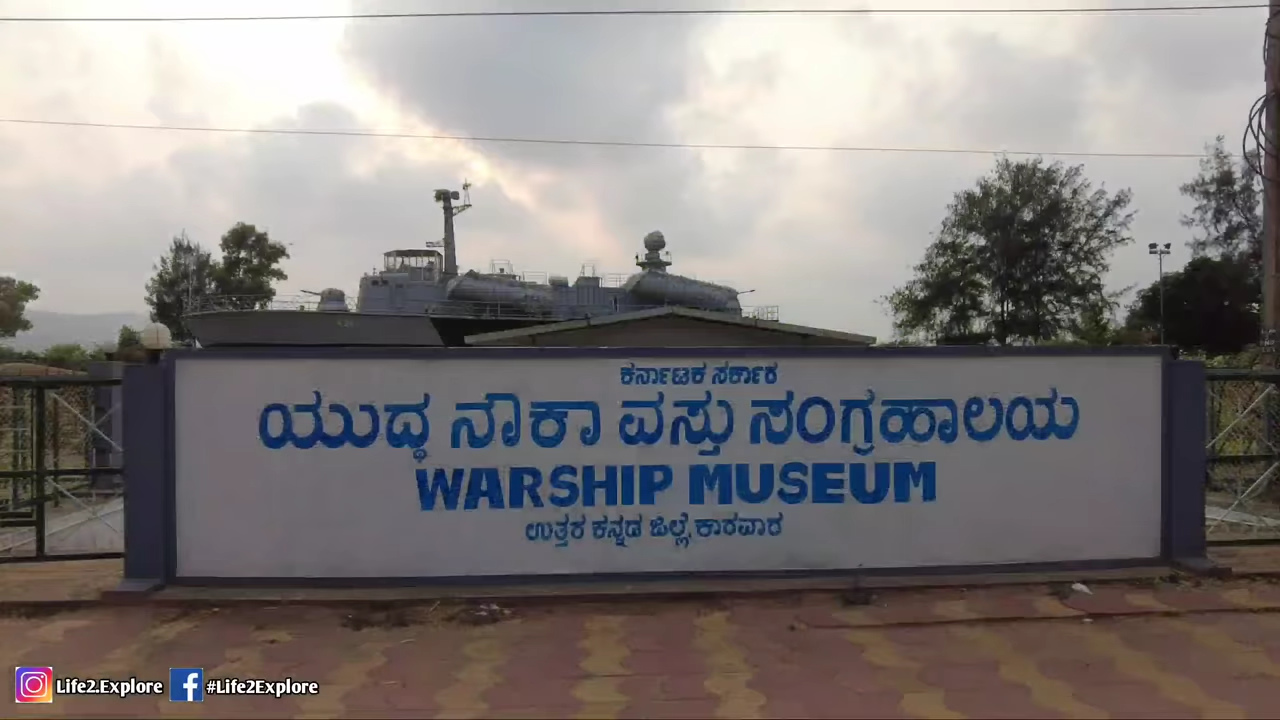 ಕರ್ನಾಟಕ ಸರ್ಕಾರ
ಯುದ್ಧ ನೌಕಾ ವಸ್ತು ಸಂಗ್ರಹಾಲಯ
WARSHIP MUSEUM
ಉತ್ತರ ಕನ್ನಡ ಜಿಲ್ಲೆ, ಕಾರವಾರ
Life2.Explore #Life2Explore